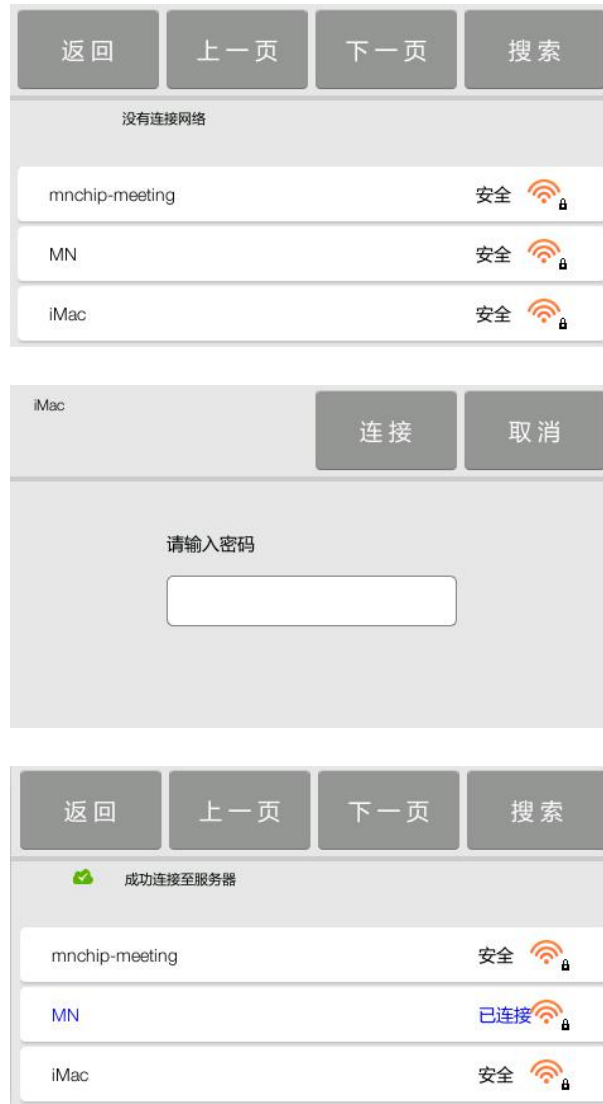 返回 上一页 下一页 搜索
没有连接网络
mnchip-meeting 安全
MN 安全
iMac 安全
iMac 连接 取消
请输入密码
返回 上一页 下一页 搜索
成功连接至服务器
mnchip-meeting 安全
MN 已连接
iMac 安全